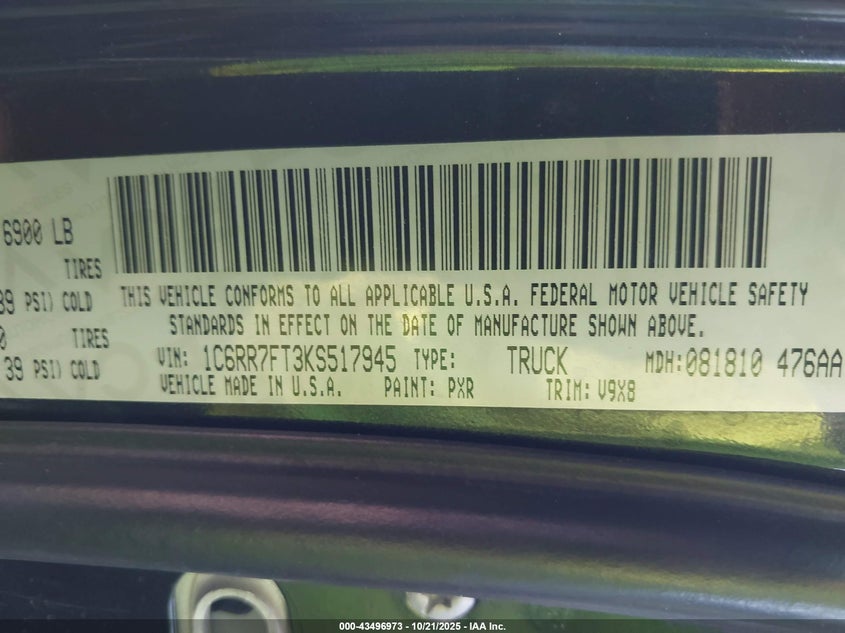 6900 LB
TIRES
39 PSI) COLD
0 TIRES
39 PSI) COLD
THIS VEHICLE CONFORMS TO ALL APPLICABLE U.S.A. FEDERAL MOTOR VEHICLE SAFETY
STANDARDS IN EFFECT ON THE DATE OF MANUFACTURE SHOWN ABOVE.
VIN: 1C6RR7FT3KS517945 TYPE: TRUCK MDH:081810 476AA
VEHICLE MADE IN U.S.A. PAINT: PXR TRIM: V9X8
000-43496973 - 10/21/2025 - IAA Inc.